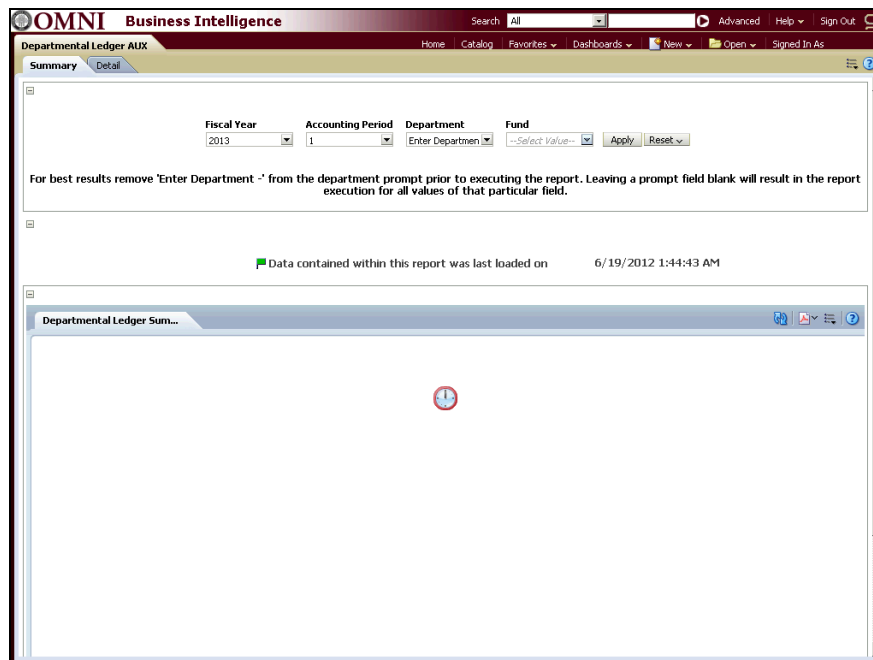 OMNI Business Intelligence Search All Advanced Help Sign Out
Departmental Ledger AUX Home Catalog Favorites Dashboards New Open Signed In As
Summary Detail
Fiscal Year Accounting Period Department Fund
2013 1 Enter Departmen --Select Value-- Apply Reset
For best results remove 'Enter Department -' from the department prompt prior to executing the report. Leaving a prompt field blank will result in the report
execution for all values of that particular field.
Data contained within this report was last loaded on 6/19/2012 1:44:43 AM
Departmental Ledger Sum...